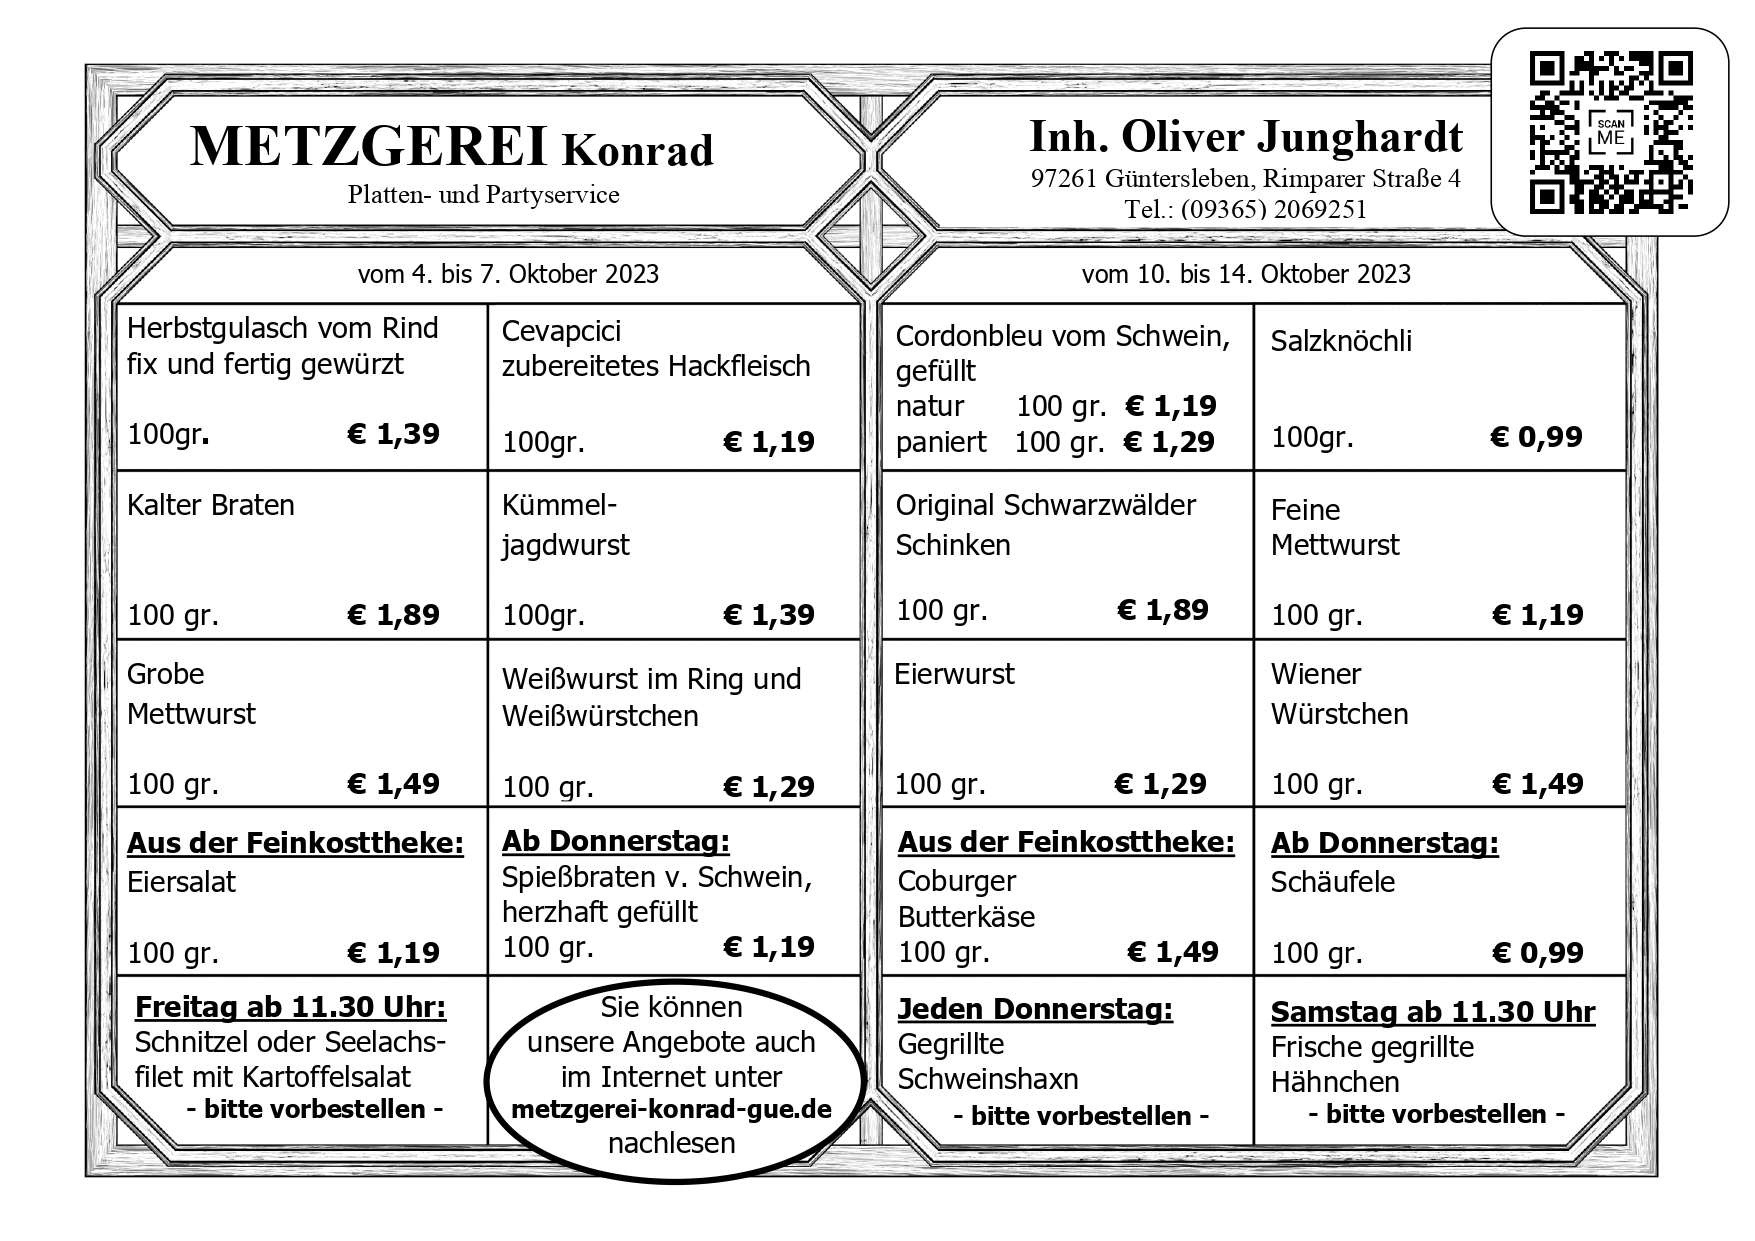 METZGEREI Konrad
Platten- und Partyservice
Inh. Oliver Junghardt
97261 Güntersleben, Rimparer Straße 4
Tel.: (09365) 2069251
SCAN
ME
vom 4. bis 7. Oktober 2023
Herbstgulasch vom Rind
fix und fertig gewürzt
100gr. € 1,39
Cevapcici
zubereitetes Hackfleisch
100gr. € 1,19
Kalter Braten
100 gr. € 1,89
Kümmel-
jagdwurst
100gr. € 1,39
Grobe
Mettwurst
100 gr. € 1,49
Weißwurst im Ring und
Weißwürstchen
100 gr. € 1,29
Aus der Feinkosttheke:
Eiersalat
100 gr. € 1,19
Ab Donnerstag:
Spießbraten v. Schwein,
herzhaft gefüllt
100 gr. € 1,19
Freitag ab 11.30 Uhr:
Schnitzel oder Seelachs-
filet mit Kartoffelsalat
- bitte vorbestellen -
Sie können
unsere Angebote auch
im Internet unter
metzgerei-konrad-gue.de
nachlesen
vom 10. bis 14. Oktober 2023
Cordonbleu vom Schwein,
gefüllt
natur 100 gr. € 1,19
paniert 100 gr. € 1,29
Salzknöchli
100gr. € 0,99
Original Schwarzwälder
Schinken
100 gr. € 1,89
Feine
Mettwurst
100 gr. € 1,19
Eierwurst
100 gr. € 1,29
Wiener
Würstchen
100 gr. € 1,49
Aus der Feinkosttheke:
Coburger
Butterkäse
100 gr. € 1,49
Ab Donnerstag:
Schäufele
100 gr. € 0,99
Jeden Donnerstag:
Gegrillte
Schweinshaxn
- bitte vorbestellen -
Samstag ab 11.30 Uhr
Frische gegrillte
Hähnchen
- bitte vorbestellen -